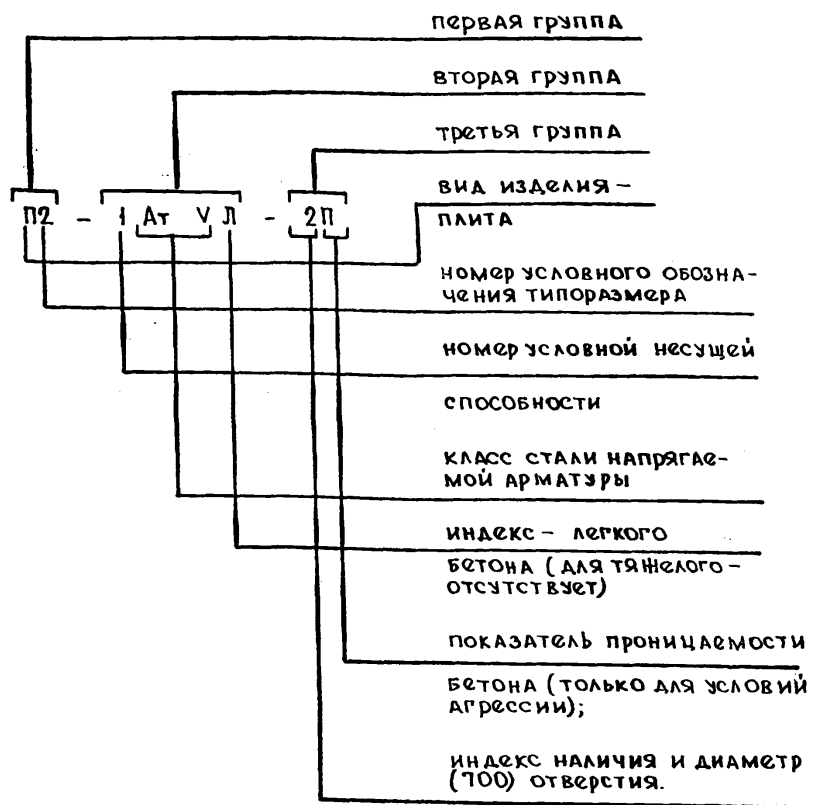 первая группа
вторая группа
третья группа
П2 - 1 Ат V Л - 2П
вид изделия -
плита
номер условного обозна-
чения типоразмера
номер условной несущей
способности
класс стали напрягае-
мой арматуры
индекс - легкого
бетона (для тяжелого -
отсутствует)
показатель проницаемости
бетона (только для условий
агрессии);
индекс наличия и диаметр
(700) отверстия.